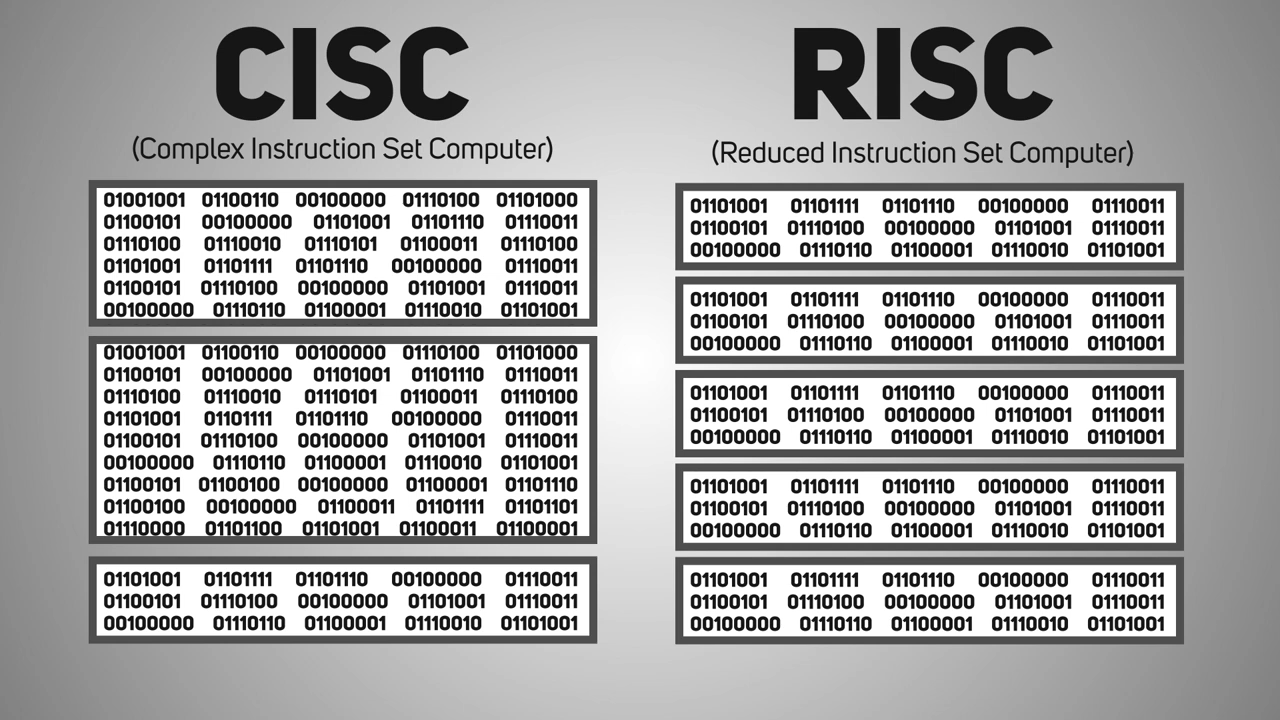 CISC
(Complex Instruction Set Computer)
01001001 01100110 00100000 01110100 01101000
01100101 00100000 01101001 01101110 01110011
01110100 01110010 01110101 01100011 01110100
01101001 01101111 01101110 00100000 01110011
01100101 01110100 00100000 01101001 01110011
00100000 01110110 01100001 01110010 01101001
01001001 01100110 00100000 01110100 01101000
01100101 00100000 01101001 01101110 01110011
01110100 01110010 01110101 01100011 01110100
01101001 01101111 01101110 00100000 01110011
01100101 01110100 00100000 01101001 01110011
00100000 01110110 01100001 01110010 01101001
01100101 01100100 00100000 01100001 01101110
01100100 00100000 01100011 01101111 01101101
01110000 01101100 01101001 01100011 01100001
01101001 01101111 01101110 00100000 01110011
01100101 01110100 00100000 01101001 01110011
00100000 01110110 01100001 01110010 01101001
RISC
(Reduced Instruction Set Computer)
01101001 01101111 01101110 00100000 01110011
01100101 01110100 00100000 01101001 01110011
00100000 01110110 01100001 01110010 01101001
01101001 01101111 01101110 00100000 01110011
01100101 01110100 00100000 01101001 01110011
00100000 01110110 01100001 01110010 01101001
01101001 01101111 01101110 00100000 01110011
01100101 01110100 00100000 01101001 01110011
00100000 01110110 01100001 01110010 01101001
01101001 01101111 01101110 00100000 01110011
01100101 01110100 00100000 01101001 01110011
00100000 01110110 01100001 01110010 01101001
01101001 01101111 01101110 00100000 01110011
01100101 01110100 00100000 01101001 01110011
00100000 01110110 01100001 01110010 01101001